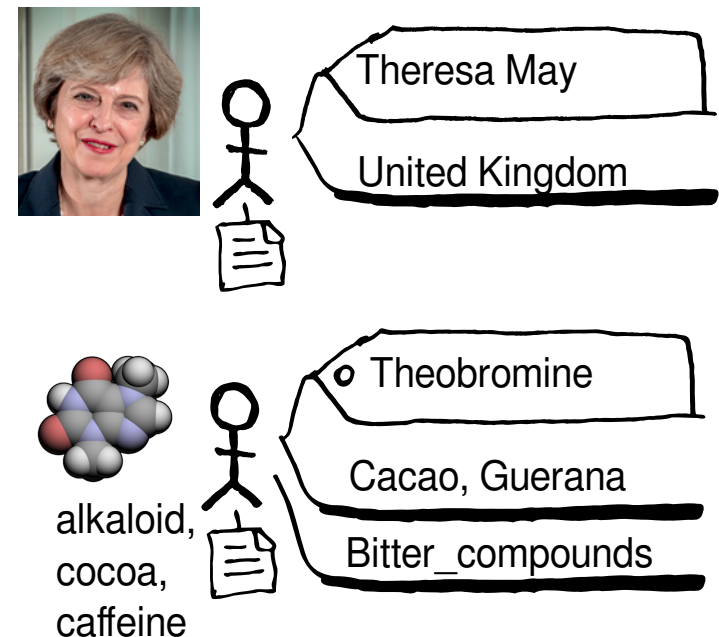 Theresa May
United Kingdom
Theobromine
Cacao, Guerana
Bitter_compounds
alkaloid,
cocoa,
caffeine